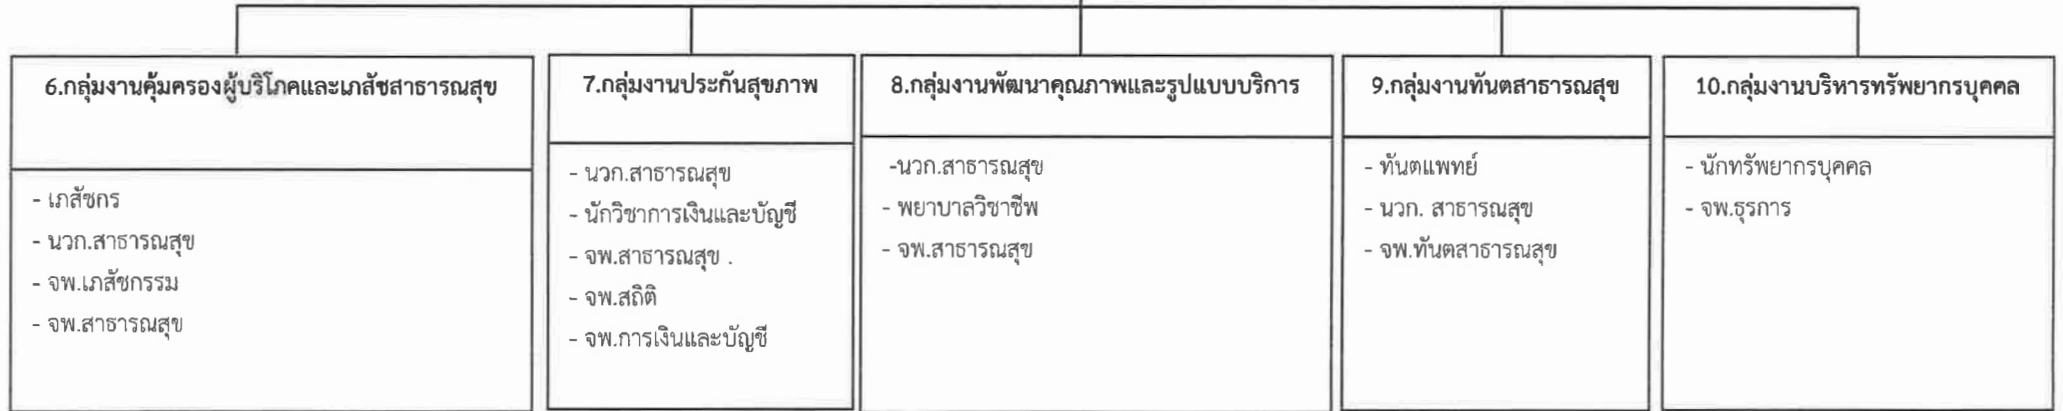 6.กลุ่มงานคุ้มครองผู้บริโภคและเภสัชสาธารณสุข
- เภสัชกร
- นวก.สาธารณสุข
- จพ.เภสัชกรรม
- จพ.สาธารณสุข
7.กลุ่มงานประกันสุขภาพ
- นวก.สาธารณสุข
- นักวิชาการเงินและบัญชี
- จพ.สาธารณสุข .
- จพ.สถิติ
- จพ.การเงินและบัญชี
8.กลุ่มงานพัฒนาคุณภาพและรูปแบบบริการ
-นวก.สาธารณสุข
- พยาบาลวิชาชีพ
- จพ.สาธารณสุข
9.กลุ่มงานทันตสาธารณสุข
- ทันตแพทย์
- นวก. สาธารณสุข
- จพ.ทันตสาธารณสุข
10.กลุ่มงานบริหารทรัพยากรบุคคล
- นักทรัพยากรบุคคล
- จพ.ธุรการ